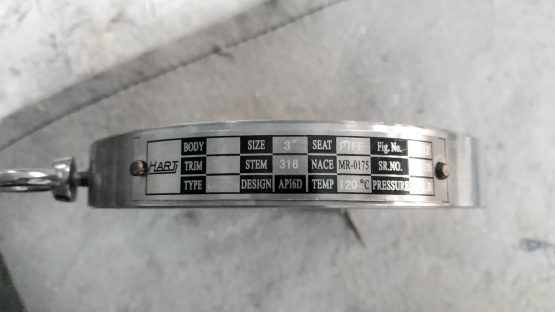 BODY SIZE 3" SEAT PTFF Fig. No.
HART TRIM STEM 316 NACE MR-0175 SR.NO.
TYPE DESIGN API6D TEMP 120 °C PRESSURE